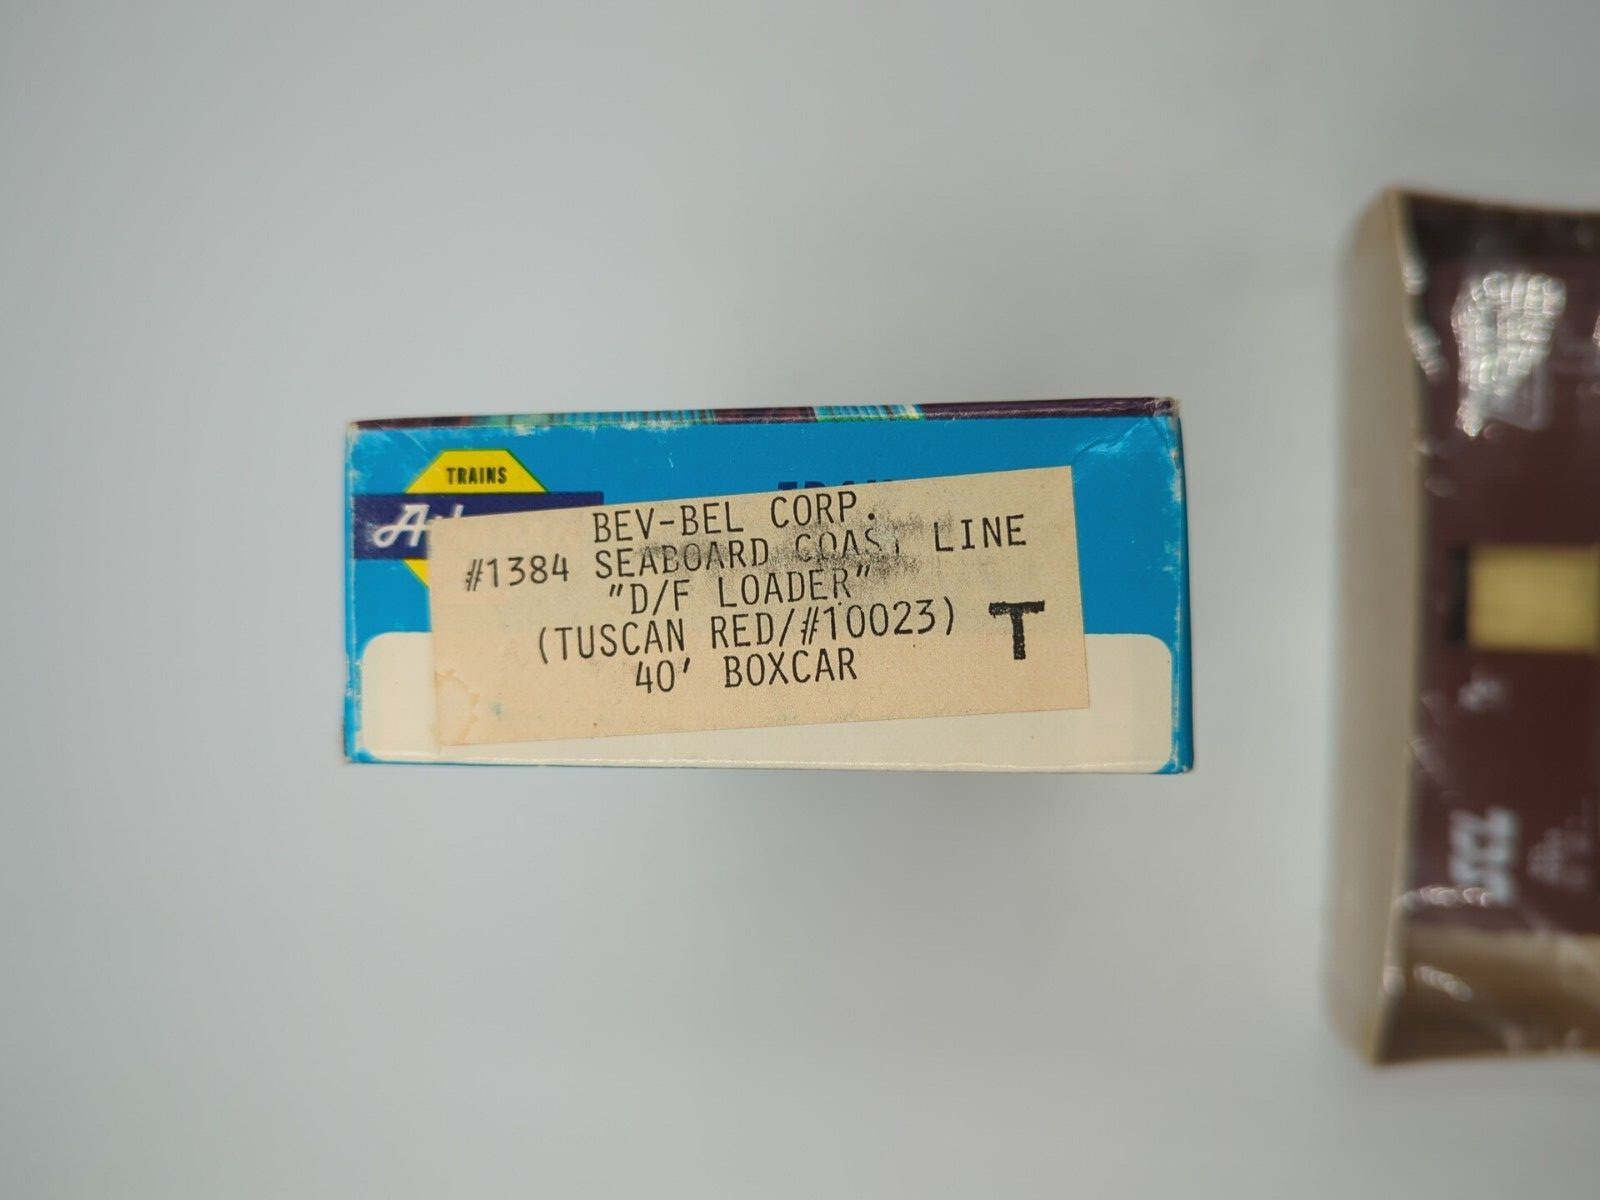 TRAINS
BEV-BEL CORP.
#1384 SEABOARD COAST LINE
"D/F LOADER"
(TUSCAN RED/#10023) T
40' BOXCAR